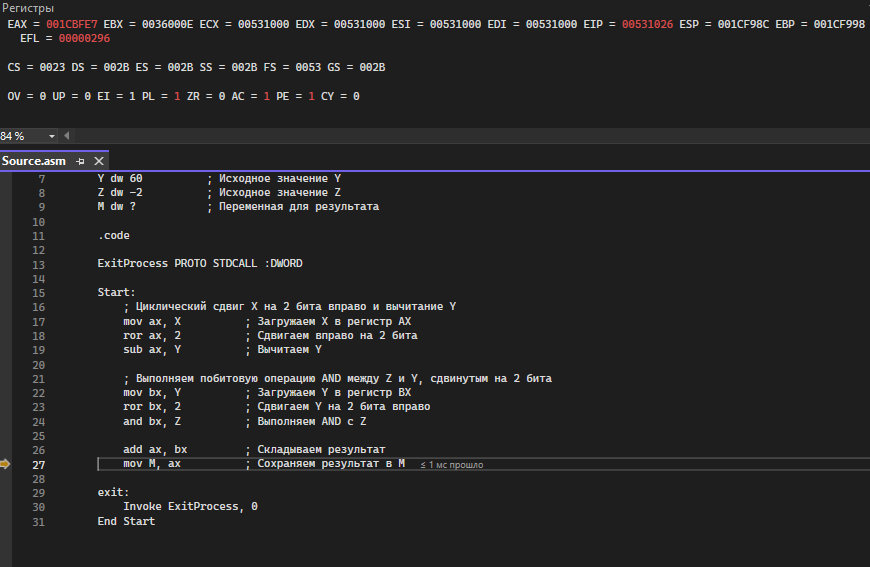 Регистры
EAX = 001CBFE7 EBX = 0036000E ECX = 00531000 EDX = 00531000 ESI = 00531000 EDI = 00531000 EIP = 00531026 ESP = 001CF98C EBP = 001CF998
EFL = 00000296
CS = 0023 DS = 002B ES = 002B SS = 002B FS = 0053 GS = 002B
OV = 0 UP = 0 EI = 1 PL = 1 ZR = 0 AC = 1 PE = 1 CY = 0
84 %
Source.asm
7 Y dw 60 ; Исходное значение Y
8 Z dw -2 ; Исходное значение Z
9 M dw ? ; Переменная для результата
10
11 .code
12
13 ExitProcess PROTO STDCALL :DWORD
14
15 Start:
16 ; Циклический сдвиг X на 2 бита вправо и вычитание Y
17 mov ax, X ; Загружаем X в регистр AX
18 ror ax, 2 ; Сдвигаем вправо на 2 бита
19 sub ax, Y ; Вычитаем Y
20
21 ; Выполняем побитовую операцию AND между Z и Y, сдвинутым на 2 бита
22 mov bx, Y ; Загружаем Y в регистр BX
23 ror bx, 2 ; Сдвигаем Y на 2 бита вправо
24 and bx, Z ; Выполняем AND с Z
25
26 add ax, bx ; Складываем результат
27 mov M, ax ; Сохраняем результат в M ≤ 1 мс прошло
28
29 exit:
30 Invoke ExitProcess, 0
31 End Start